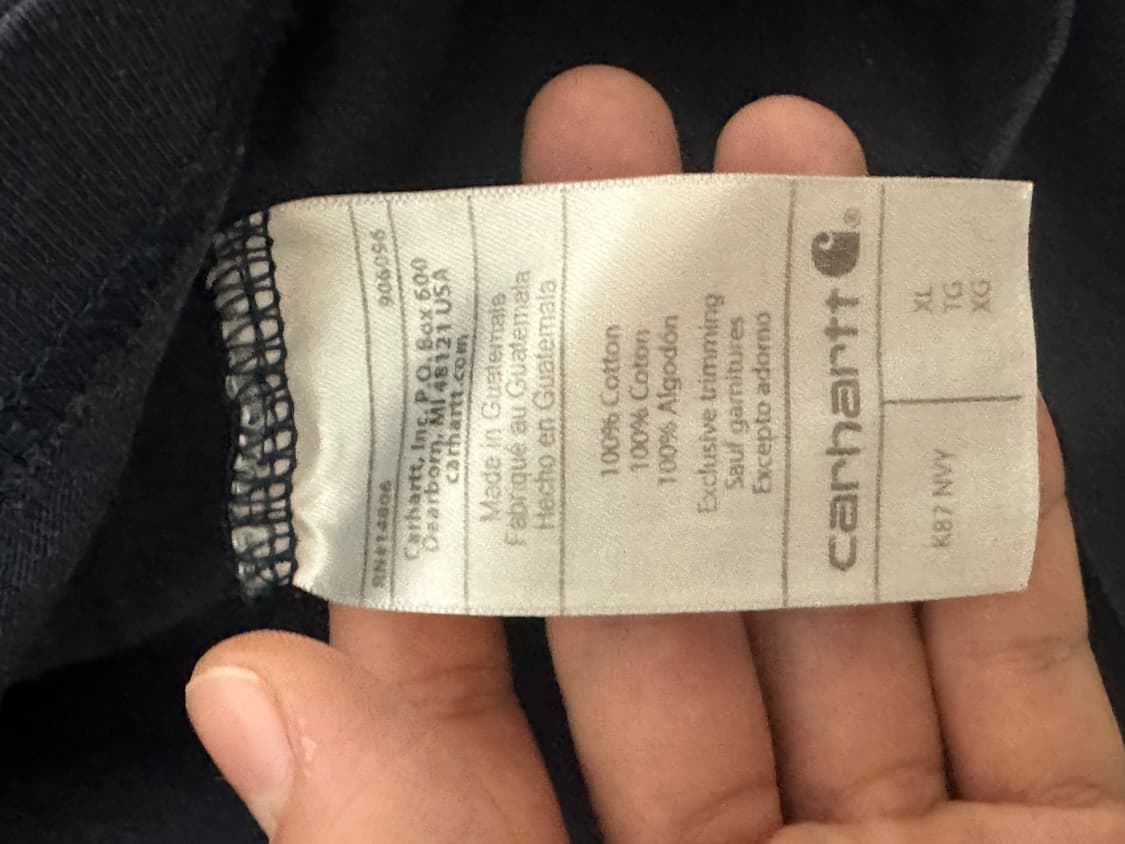 RN#14806 906096
Carhartt, Inc. P.O. Box 600
Dearborn, MI 48121 USA
carhartt.com
Made in Guatemala
Fabriqué au Guatemala
Hecho en Guatemala
100% Cotton
100% Coton
100% Algodón
Exclusive trimming
Sauf garnitures
Excepto adorno
carhartt ®
K87 NVY
XL
TG
XG